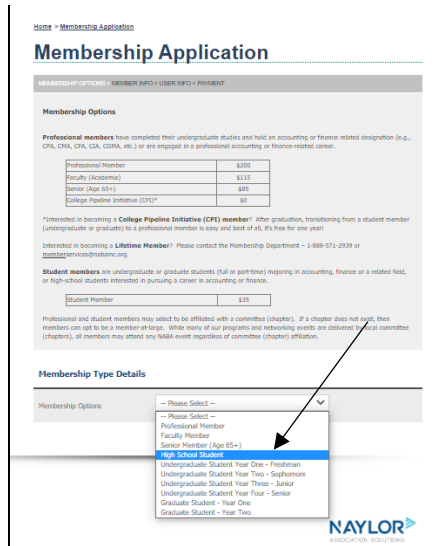 Home > Membership Application
Membership Application
MEMBERSHIP OPTIONS > MEMBER INFO > USER INFO > PAYMENT
Membership Options
Professional members have completed their undergraduate studies and hold an accounting or finance related designation (e.g.,
CPA, CMA, CFA, CIA, CGMA, etc.) or are engaged in a professional accounting or finance-related career.
Professional Member $200
Faculty (Academia) $115
Senior (Age 65+) $85
College Pipeline Initiative (CPI)* $0
*Interested in becoming a College Pipeline Initiative (CPI) member? After graduation, transitioning from a student member
(undergraduate or graduate) to a professional member is easy and best of all, it's free for one year!
Interested in becoming a Lifetime Member? Please contact the Membership Department – 1-888-571-2939 or
memberservices@nabainc.org.
Student members are undergraduate or graduate students (full or part-time) majoring in accounting, finance or a related field,
or high-school students interested in pursuing a career in accounting or finance.
Student Member $35
Professional and student members may select to be affiliated with a committee (chapter). If a chapter does not exist, then
members can opt to be a member-at-large. While many of our programs and networking events are delivered by local committee
(chapters), all members may attend any NABA event regardless of committee (chapter) affiliation.
Membership Type Details
Membership Options -- Please Select --
-- Please Select --
Professional Member
Faculty Member
Senior Member (Age 65+)
High School Student
Undergraduate Student Year One - Freshman
Undergraduate Student Year Two - Sophomore
Undergraduate Student Year Three - Junior
Undergraduate Student Year Four - Senior
Graduate Student - Year One
Graduate Student - Year Two
NAYLOR
ASSOCIATION SOLUTIONS